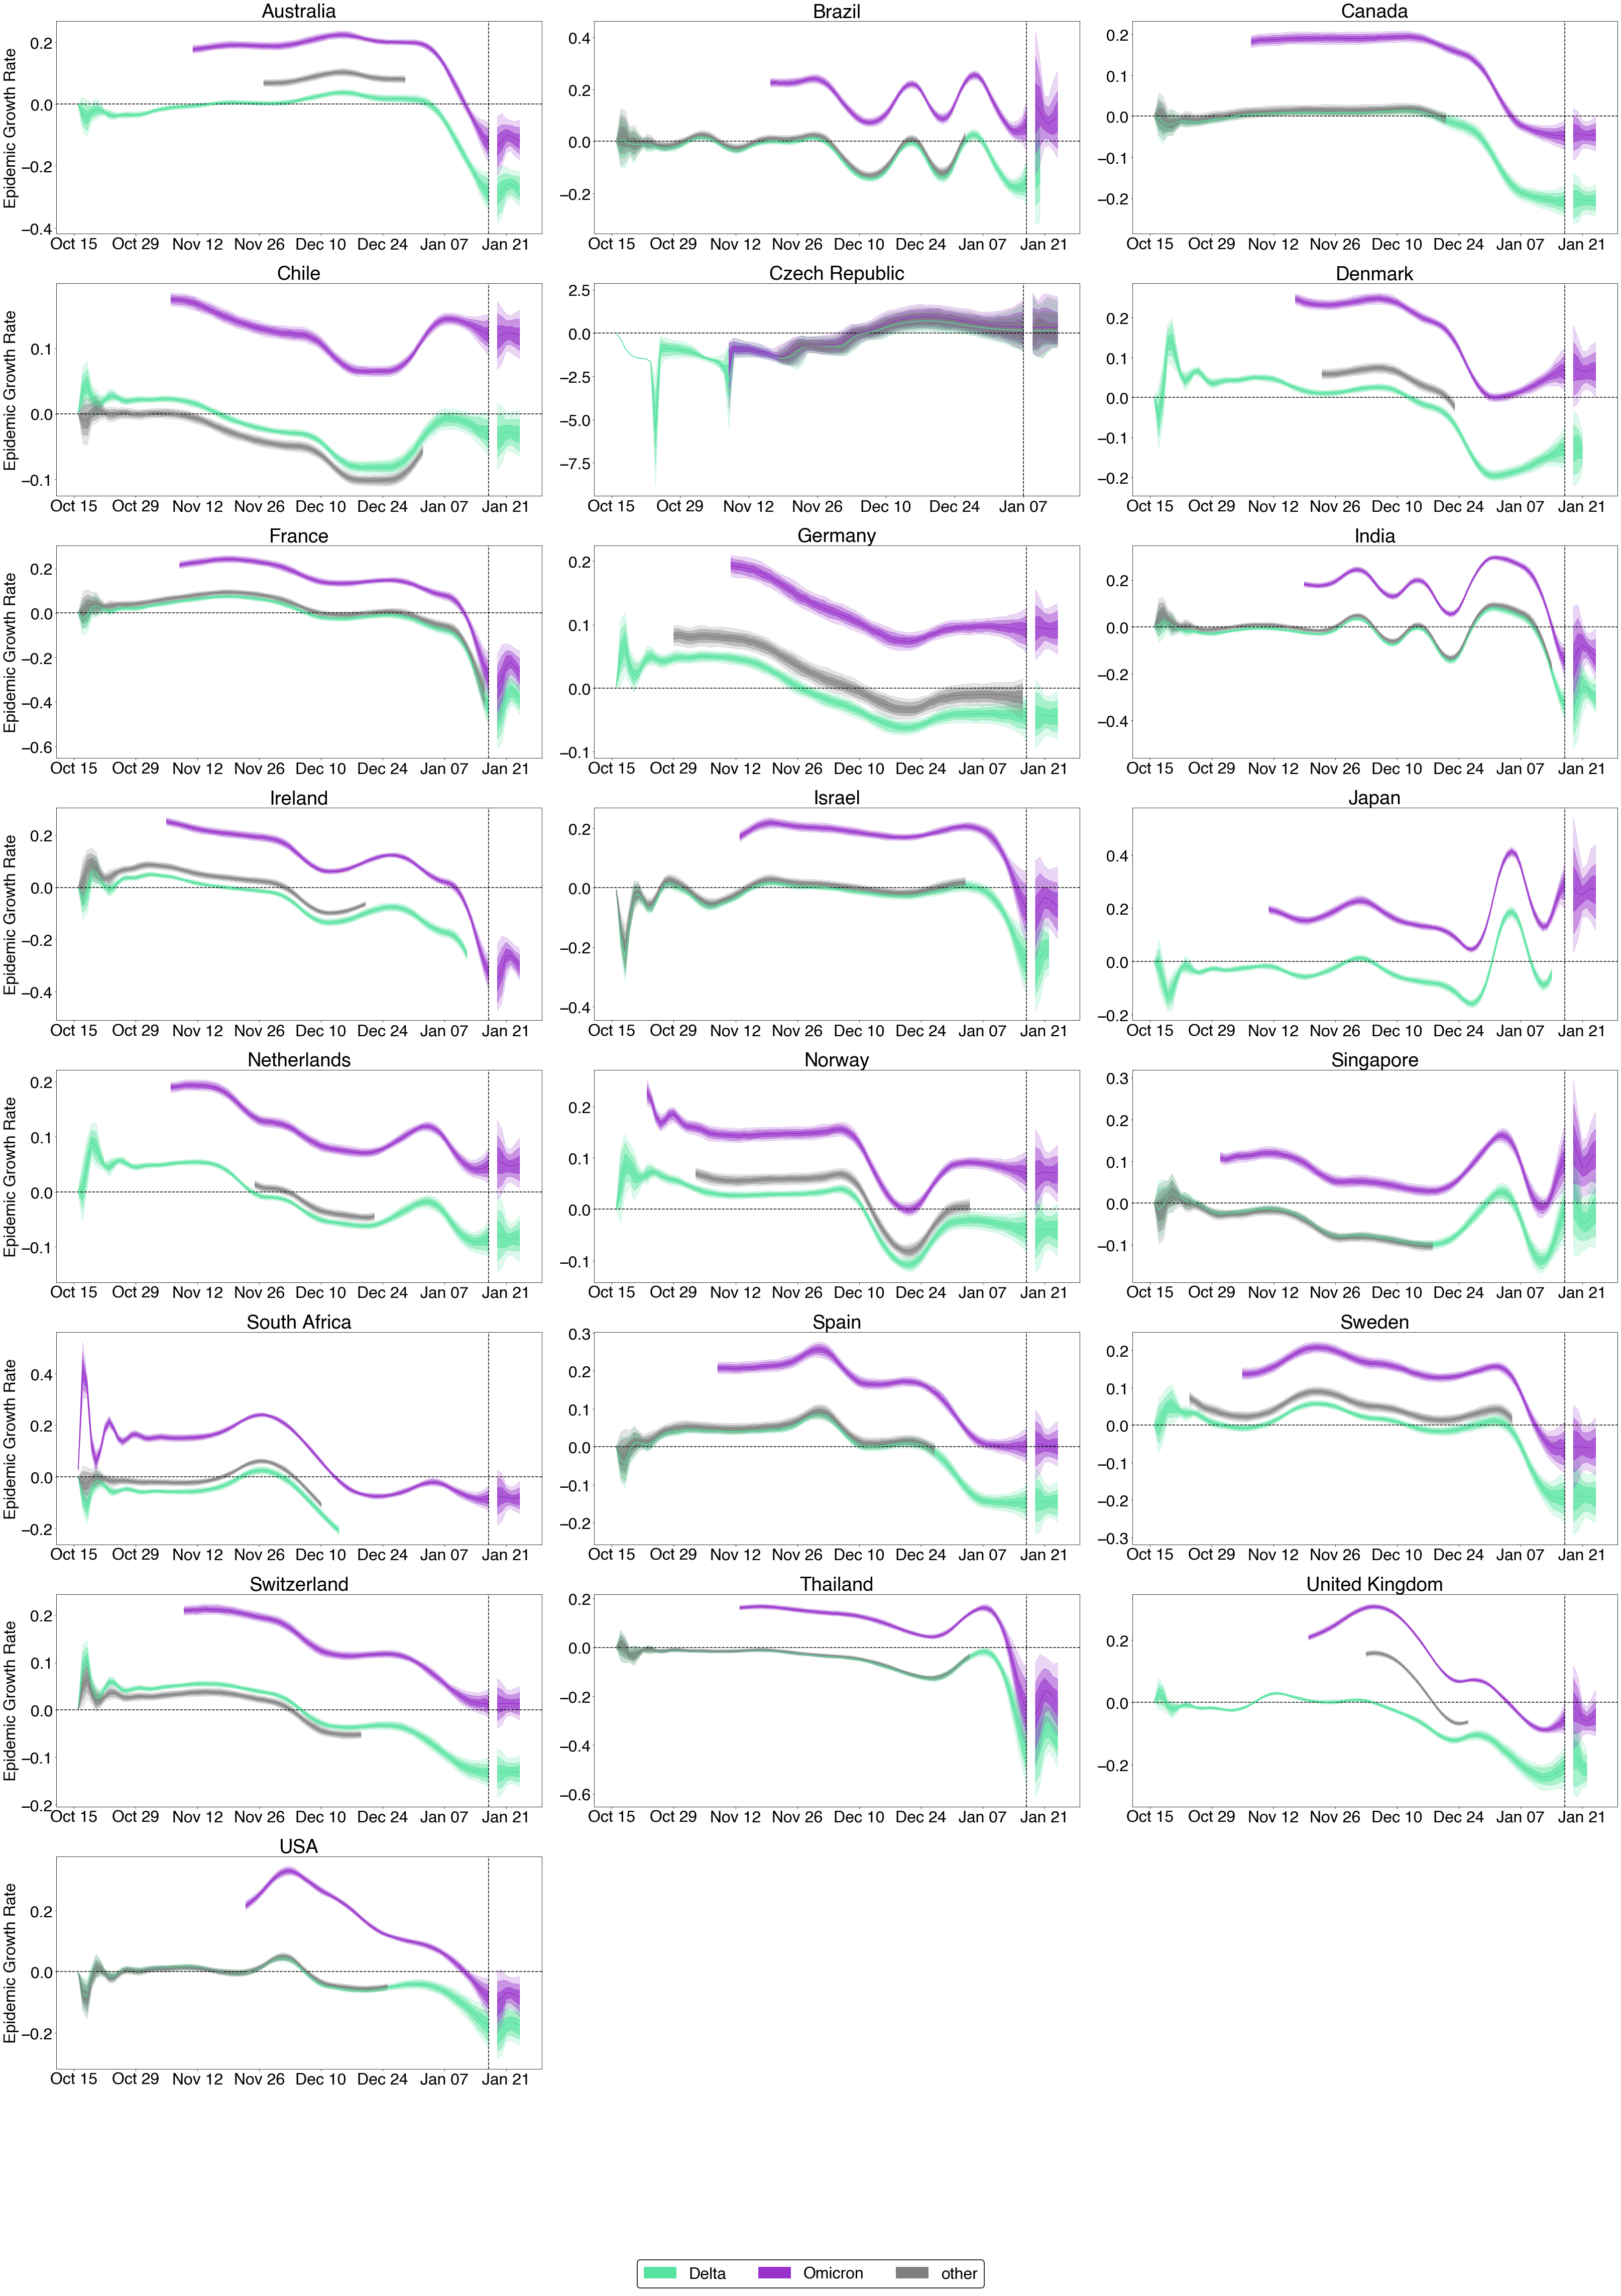 Australia
Brazil
Canada
Epidemic Growth Rate
0.2
0.0
−0.2
−0.4
0.4
0.2
0.0
−0.2
0.2
0.1
0.0
−0.1
−0.2
Oct 15 Oct 29 Nov 12 Nov 26 Dec 10 Dec 24 Jan 07 Jan 21
Oct 15 Oct 29 Nov 12 Nov 26 Dec 10 Dec 24 Jan 07 Jan 21
Oct 15 Oct 29 Nov 12 Nov 26 Dec 10 Dec 24 Jan 07 Jan 21
Chile
Czech Republic
Denmark
Epidemic Growth Rate
0.1
0.0
−0.1
2.5
0.0
−2.5
−5.0
−7.5
0.2
0.1
0.0
−0.1
−0.2
Oct 15 Oct 29 Nov 12 Nov 26 Dec 10 Dec 24 Jan 07 Jan 21
Oct 15 Oct 29 Nov 12 Nov 26 Dec 10 Dec 24 Jan 07
Oct 15 Oct 29 Nov 12 Nov 26 Dec 10 Dec 24 Jan 07 Jan 21
France
Germany
India
Epidemic Growth Rate
0.2
0.0
−0.2
−0.4
−0.6
0.2
0.1
0.0
−0.1
0.2
0.0
−0.2
−0.4
Oct 15 Oct 29 Nov 12 Nov 26 Dec 10 Dec 24 Jan 07 Jan 21
Oct 15 Oct 29 Nov 12 Nov 26 Dec 10 Dec 24 Jan 07 Jan 21
Oct 15 Oct 29 Nov 12 Nov 26 Dec 10 Dec 24 Jan 07 Jan 21
Ireland
Israel
Japan
Epidemic Growth Rate
0.2
0.0
−0.2
−0.4
0.2
0.0
−0.2
−0.4
0.4
0.2
0.0
−0.2
Oct 15 Oct 29 Nov 12 Nov 26 Dec 10 Dec 24 Jan 07 Jan 21
Oct 15 Oct 29 Nov 12 Nov 26 Dec 10 Dec 24 Jan 07 Jan 21
Oct 15 Oct 29 Nov 12 Nov 26 Dec 10 Dec 24 Jan 07 Jan 21
Netherlands
Norway
Singapore
Epidemic Growth Rate
0.2
0.1
0.0
−0.1
0.2
0.1
0.0
−0.1
0.3
0.2
0.1
0.0
−0.1
Oct 15 Oct 29 Nov 12 Nov 26 Dec 10 Dec 24 Jan 07 Jan 21
Oct 15 Oct 29 Nov 12 Nov 26 Dec 10 Dec 24 Jan 07 Jan 21
Oct 15 Oct 29 Nov 12 Nov 26 Dec 10 Dec 24 Jan 07 Jan 21
South Africa
Spain
Sweden
Epidemic Growth Rate
0.4
0.2
0.0
−0.2
0.3
0.2
0.1
0.0
−0.1
−0.2
0.2
0.1
0.0
−0.1
−0.2
−0.3
Oct 15 Oct 29 Nov 12 Nov 26 Dec 10 Dec 24 Jan 07 Jan 21
Oct 15 Oct 29 Nov 12 Nov 26 Dec 10 Dec 24 Jan 07 Jan 21
Oct 15 Oct 29 Nov 12 Nov 26 Dec 10 Dec 24 Jan 07 Jan 21
Switzerland
Thailand
United Kingdom
Epidemic Growth Rate
0.2
0.1
0.0
−0.1
−0.2
0.2
0.0
−0.2
−0.4
−0.6
0.2
0.0
−0.2
Oct 15 Oct 29 Nov 12 Nov 26 Dec 10 Dec 24 Jan 07 Jan 21
Oct 15 Oct 29 Nov 12 Nov 26 Dec 10 Dec 24 Jan 07 Jan 21
Oct 15 Oct 29 Nov 12 Nov 26 Dec 10 Dec 24 Jan 07 Jan 21
USA
Epidemic Growth Rate
0.2
0.0
−0.2
Oct 15 Oct 29 Nov 12 Nov 26 Dec 10 Dec 24 Jan 07 Jan 21
Delta Omicron other